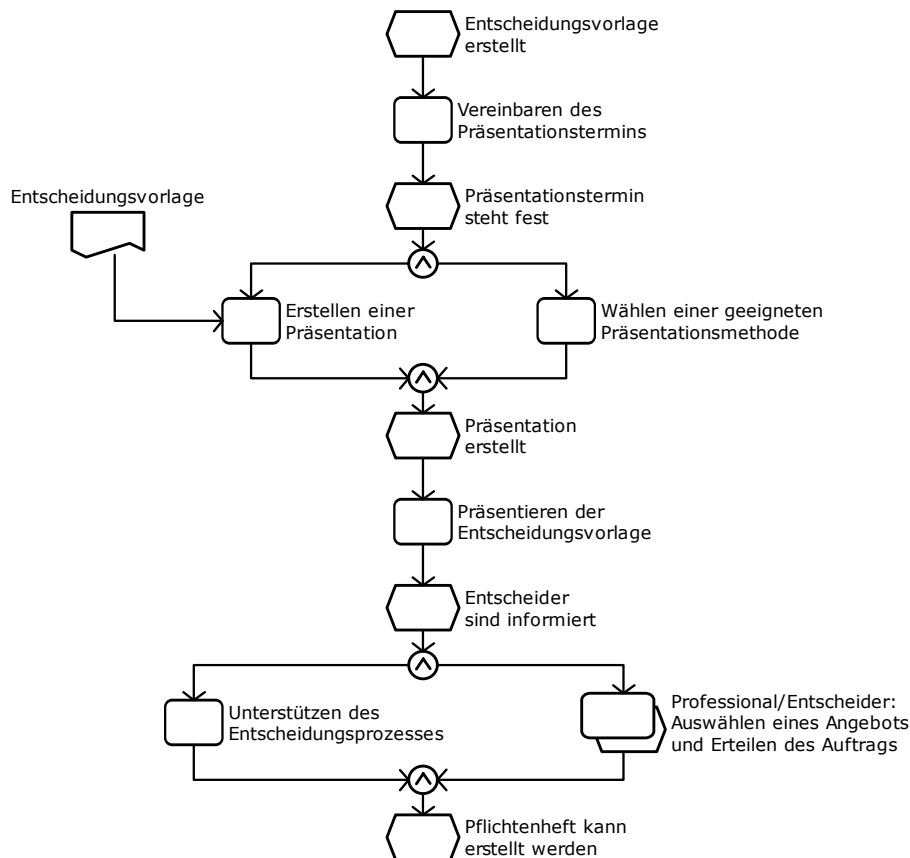 Entscheidungsvorlage
erstellt
Vereinbaren des
Präsentationstermins
Präsentationstermin
steht fest
Entscheidungsvorlage
Erstellen einer
Präsentation
Wählen einer geeigneten
Präsentationsmethode
Präsentation
erstellt
Präsentieren der
Entscheidungsvorlage
Entscheider
sind informiert
Unterstützen des
Entscheidungsprozesses
Professional/Entscheider:
Auswählen eines Angebots
und Erteilen des Auftrags
Pflichtenheft kann
erstellt werden